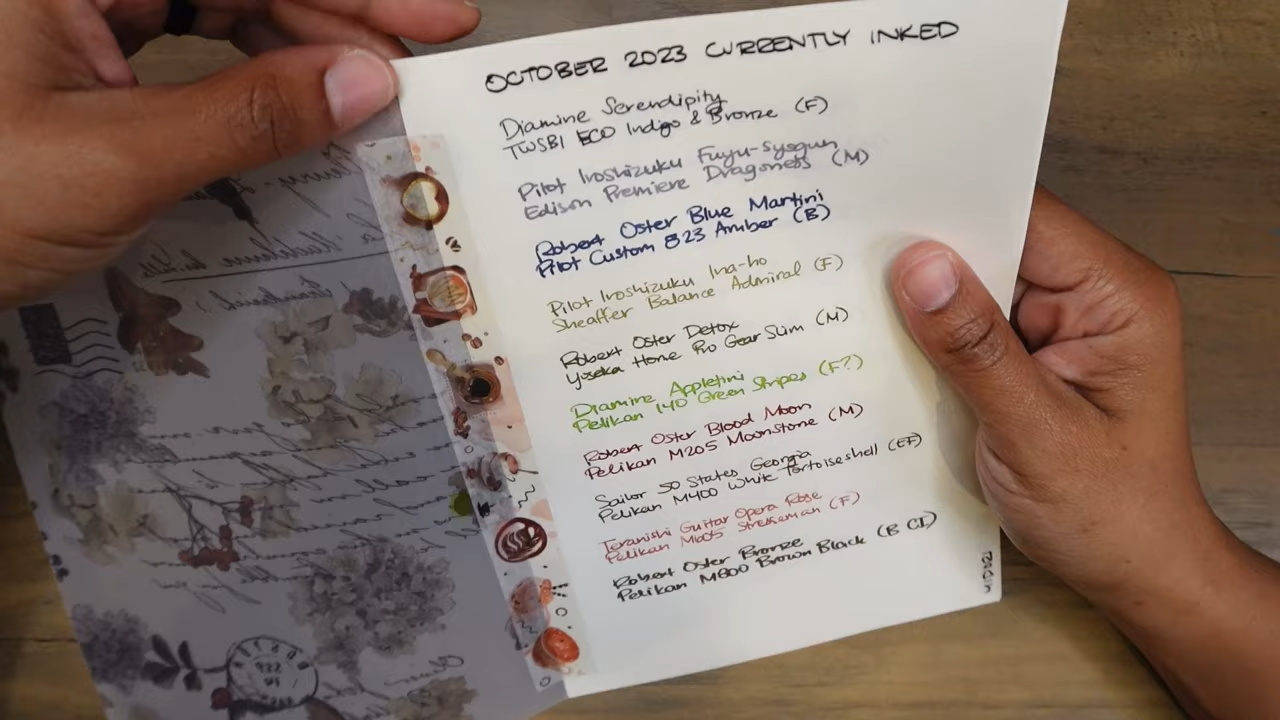 OCTOBER 2023 CURRENTLY INKED
Diamine Serendipity
TWSBI ECO Indigo & Bronze (F)
Pilot Iroshizuku Fuyu-syogun
Edison Premiere Dragoness (M)
Robert Oster Blue Martini
Pilot Custom 823 Amber (B)
Pilot Iroshizuku Ina-ho
Sheaffer Balance Admiral (F)
Robert Oster Detox
Yoseka Home Pro Gear Slim (M)
Diamine Appletini
Pelikan 140 Green Stripes (F?)
Robert Oster Blood Moon
Pelikan M205 Moonstone (M)
Sailor 50 States Georgia
Pelikan M400 White Tortoiseshell (EF)
Teranishi Guitar Opera Rose
Pelikan M605 Stresemann (F)
Robert Oster Bronze
Pelikan M800 Brown Black (B CI)